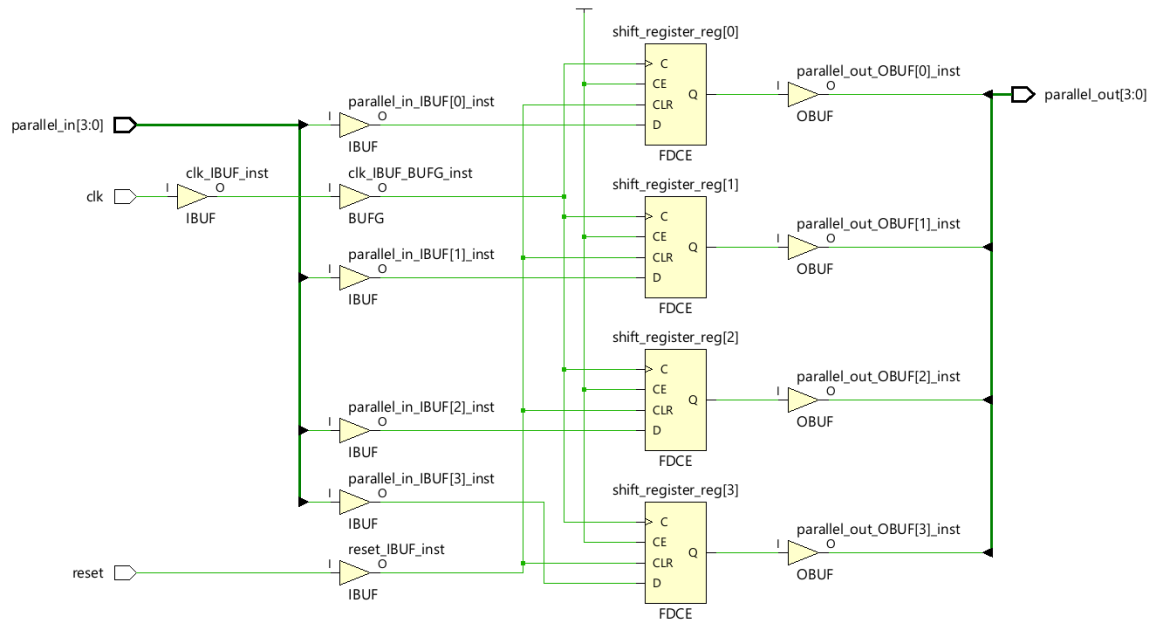 shift_register_reg[0]
C
CE
CLR
D
Q
FDCE
parallel_out_OBUF[0]_inst
I
O
OBUF
parallel_out[3:0]
parallel_in[3:0]
parallel_in_IBUF[0]_inst
I
O
IBUF
clk
clk_IBUF_inst
I
O
IBUF
clk_IBUF_BUFG_inst
I
O
BUFG
shift_register_reg[1]
C
CE
CLR
D
Q
FDCE
parallel_out_OBUF[1]_inst
I
O
OBUF
parallel_in_IBUF[1]_inst
I
O
IBUF
shift_register_reg[2]
C
CE
CLR
D
Q
FDCE
parallel_out_OBUF[2]_inst
I
O
OBUF
parallel_in_IBUF[2]_inst
I
O
IBUF
parallel_in_IBUF[3]_inst
I
O
IBUF
shift_register_reg[3]
C
CE
CLR
D
Q
FDCE
parallel_out_OBUF[3]_inst
I
O
OBUF
reset
reset_IBUF_inst
I
O
IBUF